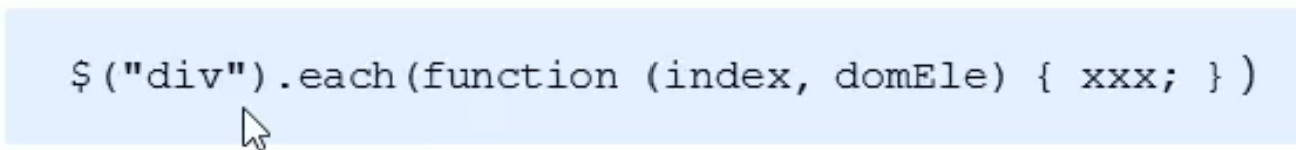 $("div").each(function (index, domEle) { xxx; })